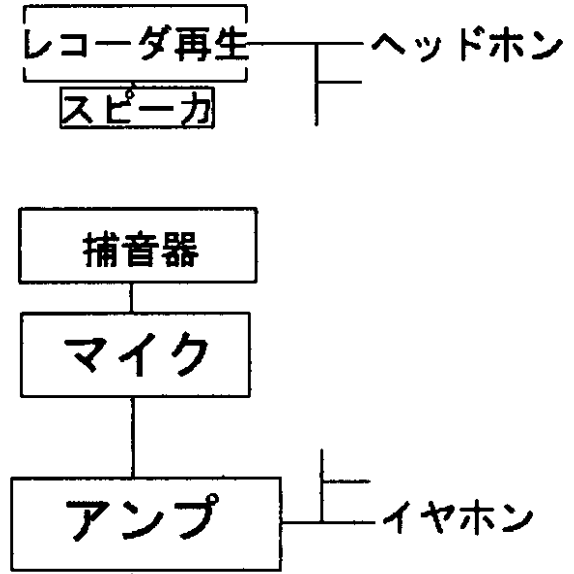 レコーダ再生
ヘッドホン
スピーカ
捕音器
マイク
アンプ
イヤホン